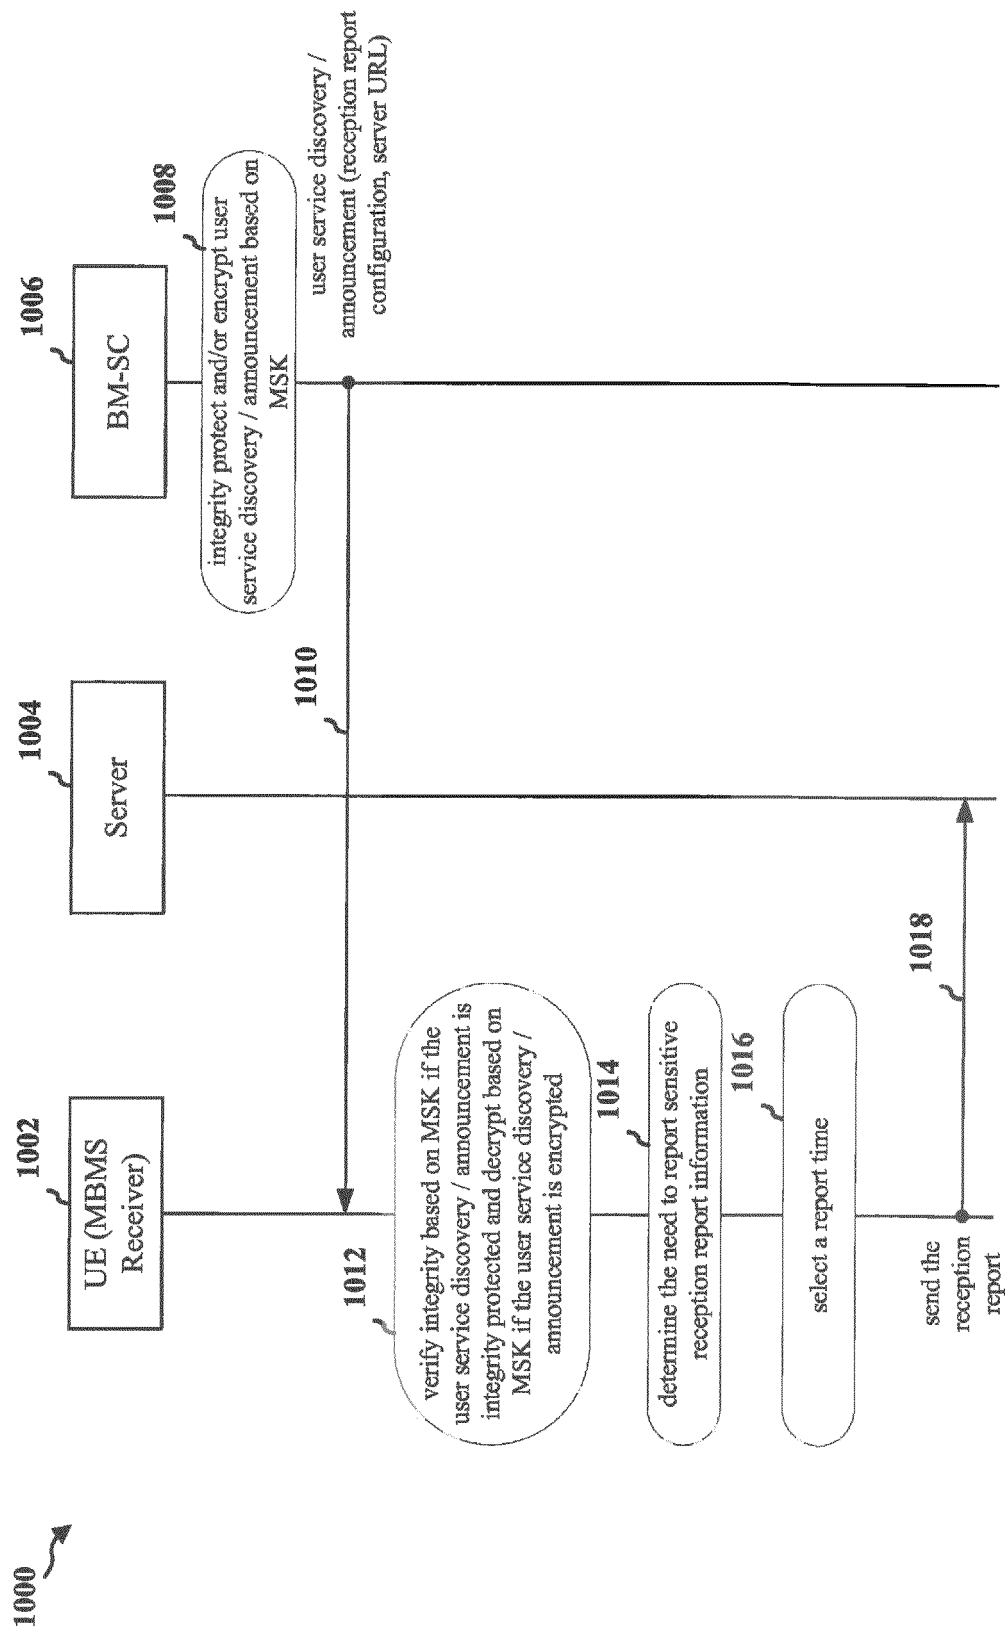 1000
1002
UE (MBMS
Receiver)
1004
Server
1006
BM-SC
1008
integrity protect and/or encrypt user
service discovery / announcement based on
MSK
user service discovery /
announcement (reception report
configuration, server URL)
1010
1012
verify integrity based on MSK if the
user service discovery / announcement is
integrity protected and decrypt based on
MSK if the user service discovery /
announcement is encrypted
1014
determine the need to report sensitive
reception report information
1016
select a report time
1018
send the
reception
report